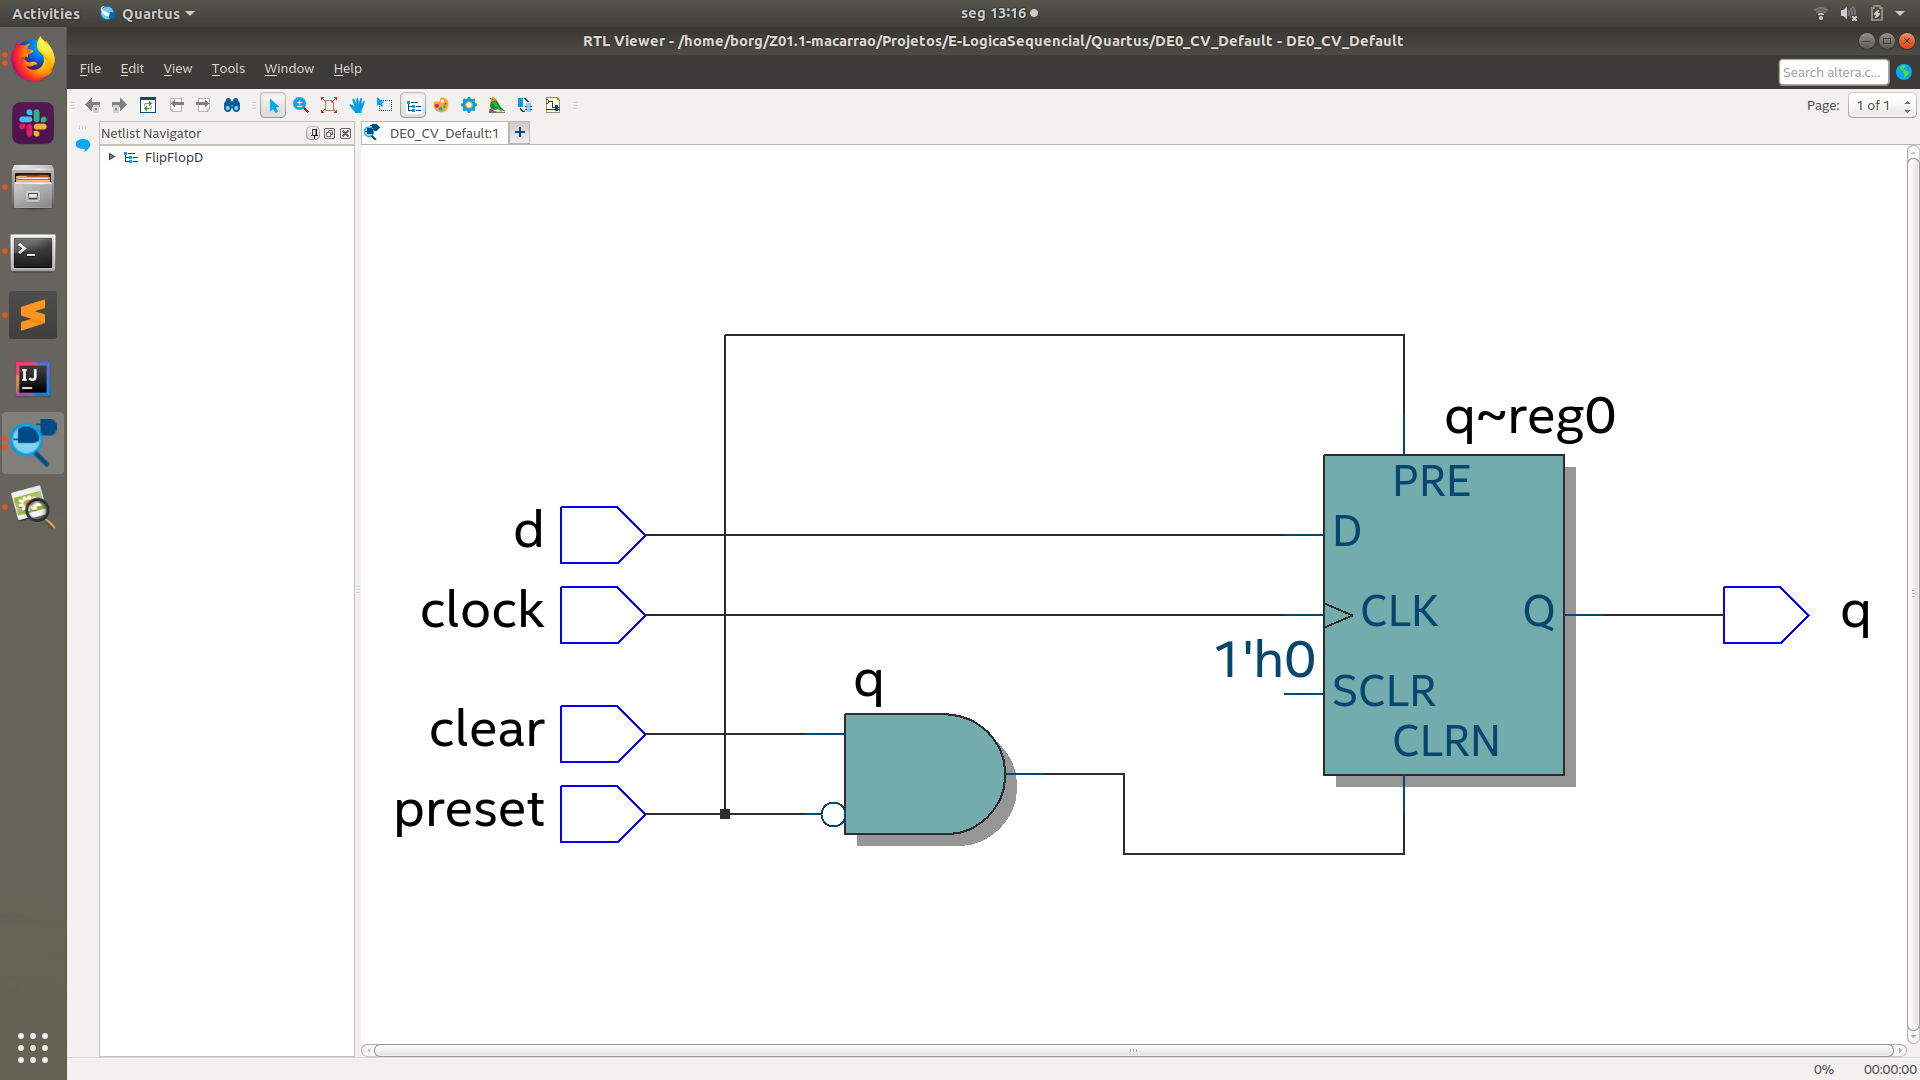 Activities
Quartus
seg 13:16
RTL Viewer - /home/borg/Z01.1-macarrao/Projetos/E-LogicaSequencial/Quartus/DE0_CV_Default - DE0_CV_Default
File Edit View Tools Window Help
Search altera.c...
Page: 1 of 1
Netlist Navigator
DE0_CV_Default:1
FlipFlopD
q~reg0
PRE
d
D
clock
CLK
Q
q
1'h0
SCLR
q
clear
CLRN
preset
IJ
0%
00:00:00